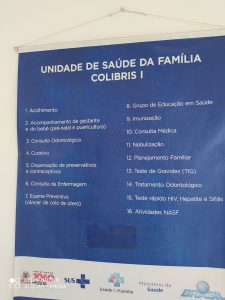 UNIDADE DE SAÚDE DA FAMÍLIA
COLIBRIS I
1. Acolhimento
2. Acompanhamento da gestante
e do bebê (pré-natal e puericultura)
3. Consulta Odontológica
4. Curativo
5. Dispensação de preservativos
e contraceptivos
6. Consulta de Enfermagem
7. Exame Preventivo
(câncer de colo de útero)
8. Grupo de Educação em Saúde
9. Imunização
10. Consulta Médica
11. Nebulização
12. Planejamento Familiar
13. Teste de Gravidez (TIG)
14. Tratamento Odontológico
15. Teste rápido HIV, Hepatite e Sífilis
16. Atividades NASF
SUS
Saúde da Família
Ministério da
Saúde
BRASIL